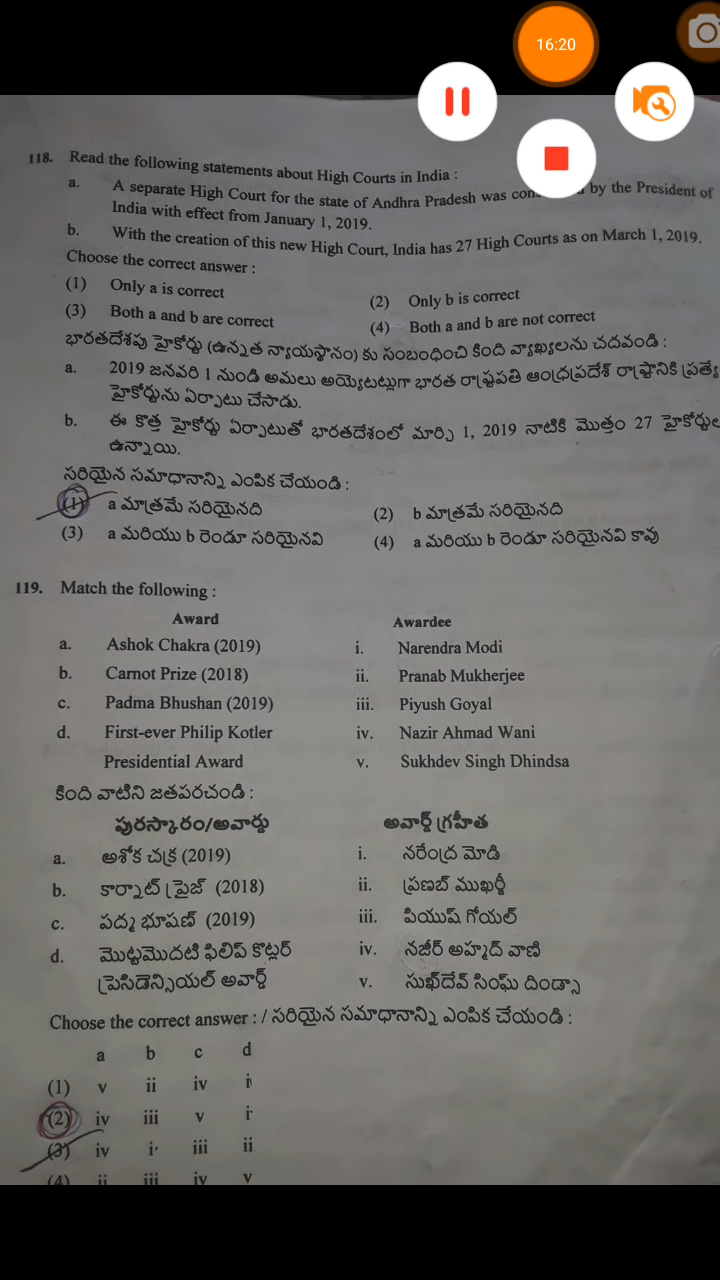 16:20
118. Read the following statements about High Courts in India :
a. A separate High Court for the state of Andhra Pradesh was by the President of
India with effect from January 1, 2019.
b. With the creation of this new High Court, India has 27 High Courts as on March 1, 2019.
Choose the correct answer :
(1) Only a is correct (2) Only b is correct
(3) Both a and b are correct (4) Both a and b are not correct
భారతదేశపు హైకోర్టు (ఉన్నత న్యాయస్థానం) కు సంబంధించి కింది వ్యాఖ్యలను చదవండి :
a. 2019 జనవరి 1 నుండి అమలు అయ్యేటట్లుగా భారత రాష్ట్రపతి ఆంధ్రప్రదేశ్ రాష్ట్రానికి ప్రత్యే
హైకోర్టును ఏర్పాటు చేసాడు.
b. ఈ కొత్త హైకోర్టు ఏర్పాటుతో భారతదేశంలో మార్చి 1, 2019 నాటికి మొత్తం 27 హైకోర్టుల
ఉన్నాయి.
సరియైన సమాధానాన్ని ఎంపిక చేయండి :
(1) a మాత్రమే సరియైనది (2) b మాత్రమే సరియైనది
(3) a మరియు b రెండూ సరియైనవి (4) a మరియు b రెండూ సరియైనవి కావు
119. Match the following :
Award Awardee
a. Ashok Chakra (2019) i. Narendra Modi
b. Carnot Prize (2018) ii. Pranab Mukherjee
c. Padma Bhushan (2019) iii. Piyush Goyal
d. First-ever Philip Kotler iv. Nazir Ahmad Wani
Presidential Award v. Sukhdev Singh Dhindsa
కింది వాటిని జతపరచండి :
పురస్కారం/అవార్డు అవార్డ్ గ్రహీత
a. అశోక చక్ర (2019) i. నరేంద్ర మోడి
b. కార్నాట్ ప్రైజ్ (2018) ii. ప్రణబ్ ముఖర్జీ
c. పద్మ భూషణ్ (2019) iii. పియుష్ గోయల్
d. మొట్టమొదటి ఫిలిప్ కొట్లర్ iv. నజీర్ అహ్మద్ వాణి
ప్రెసిడెన్షియల్ అవార్డ్ v. సుఖ్‌దేవ్ సింఘ్ దిండ్సా
Choose the correct answer : / సరియైన సమాధానాన్ని ఎంపిక చేయండి :
a b c d
(1) v ii iv
(2) iv iii v i
(3) iv i iii ii
(4) ii iii iv v